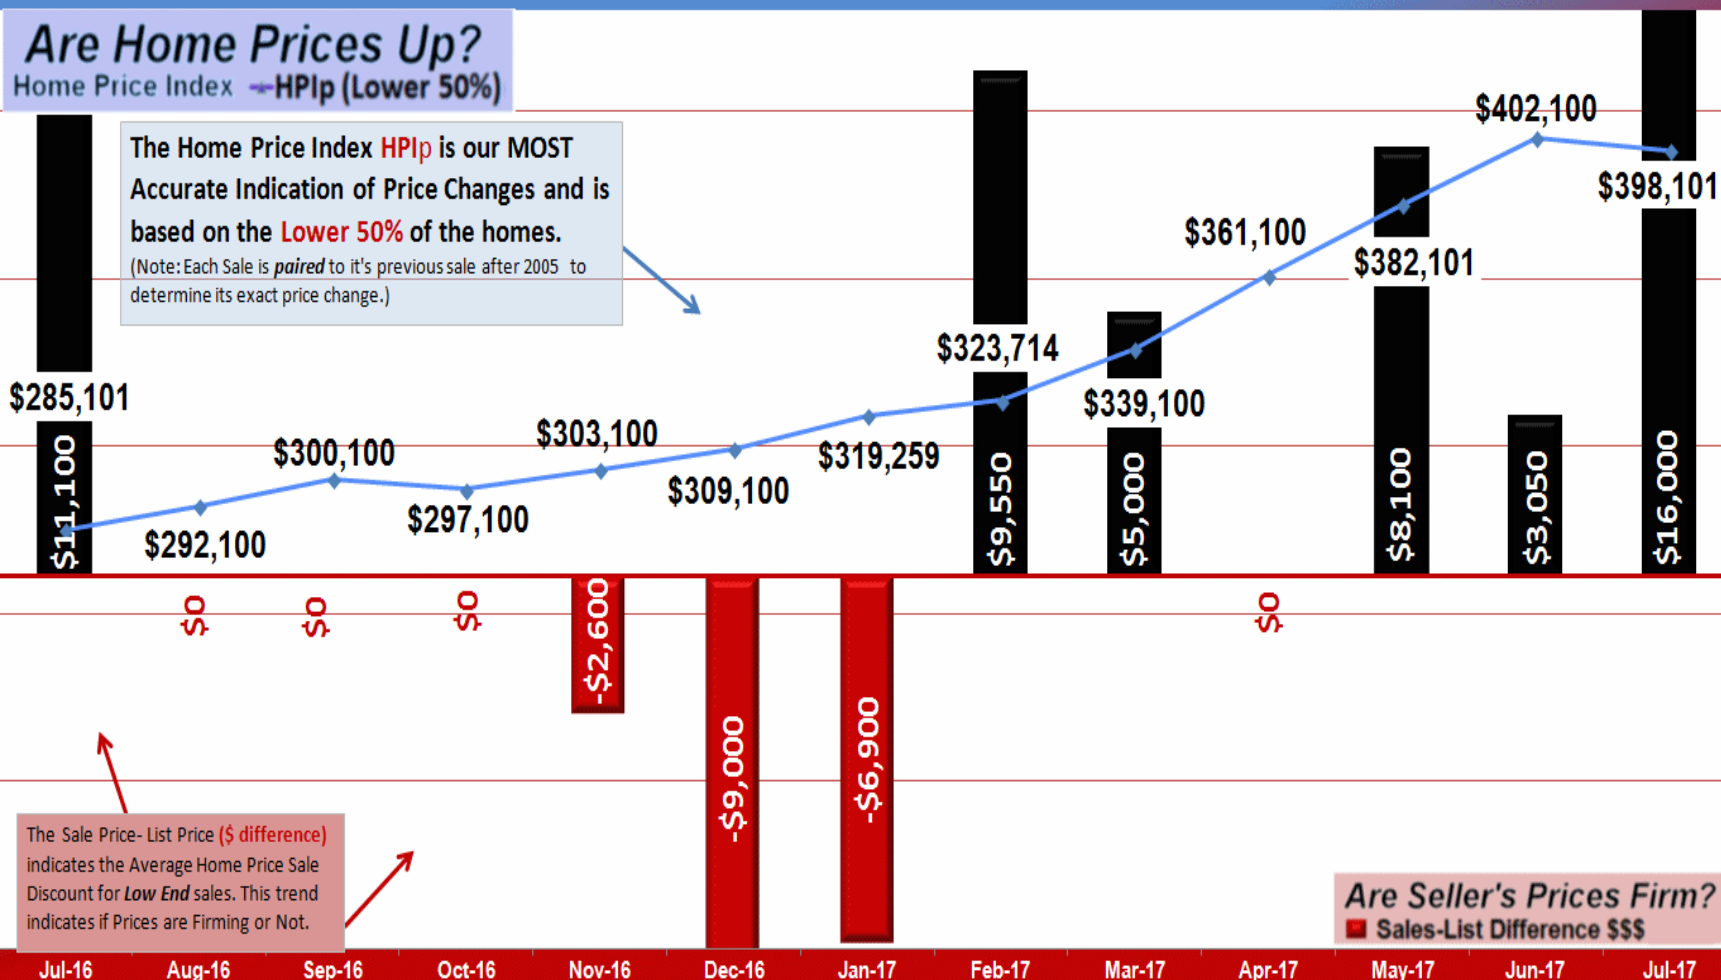 Are Home Prices Up?
Home Price Index HPIp (Lower 50%)
The Home Price Index HPIp is our MOST
Accurate Indication of Price Changes and is
based on the Lower 50% of the homes.
(Note: Each Sale is paired to it's previous sale after 2005 to
determine its exact price change.)
$285,101
$292,100
$300,100
$297,100
$303,100
$309,100
$319,259
$323,714
$339,100
$361,100
$382,101
$402,100
$398,101
$11,100
$0
$0
$0
-$2,600
-$9,000
-$6,900
$9,550
$5,000
$0
$8,100
$3,050
$16,000
The Sale Price- List Price ($ difference)
indicates the Average Home Price Sale
Discount for Low End sales. This trend
indicates if Prices are Firming or Not.
Are Seller's Prices Firm?
Sales-List Difference $$$
Jul-16 Aug-16 Sep-16 Oct-16 Nov-16 Dec-16 Jan-17 Feb-17 Mar-17 Apr-17 May-17 Jun-17 Jul-17